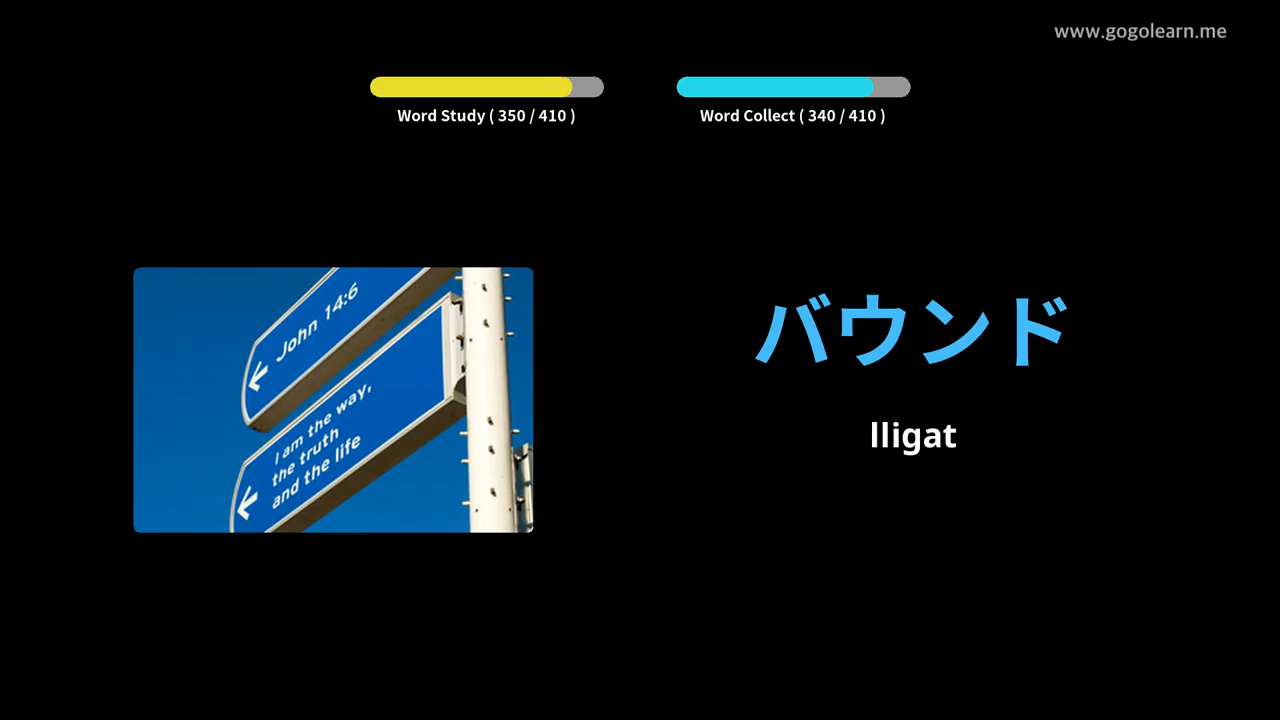 www.gogolearn.me
Word Study ( 350 / 410 )
Word Collect ( 340 / 410 )
John 14:6
I am the way,
the truth
and the life
バウンド
lligat